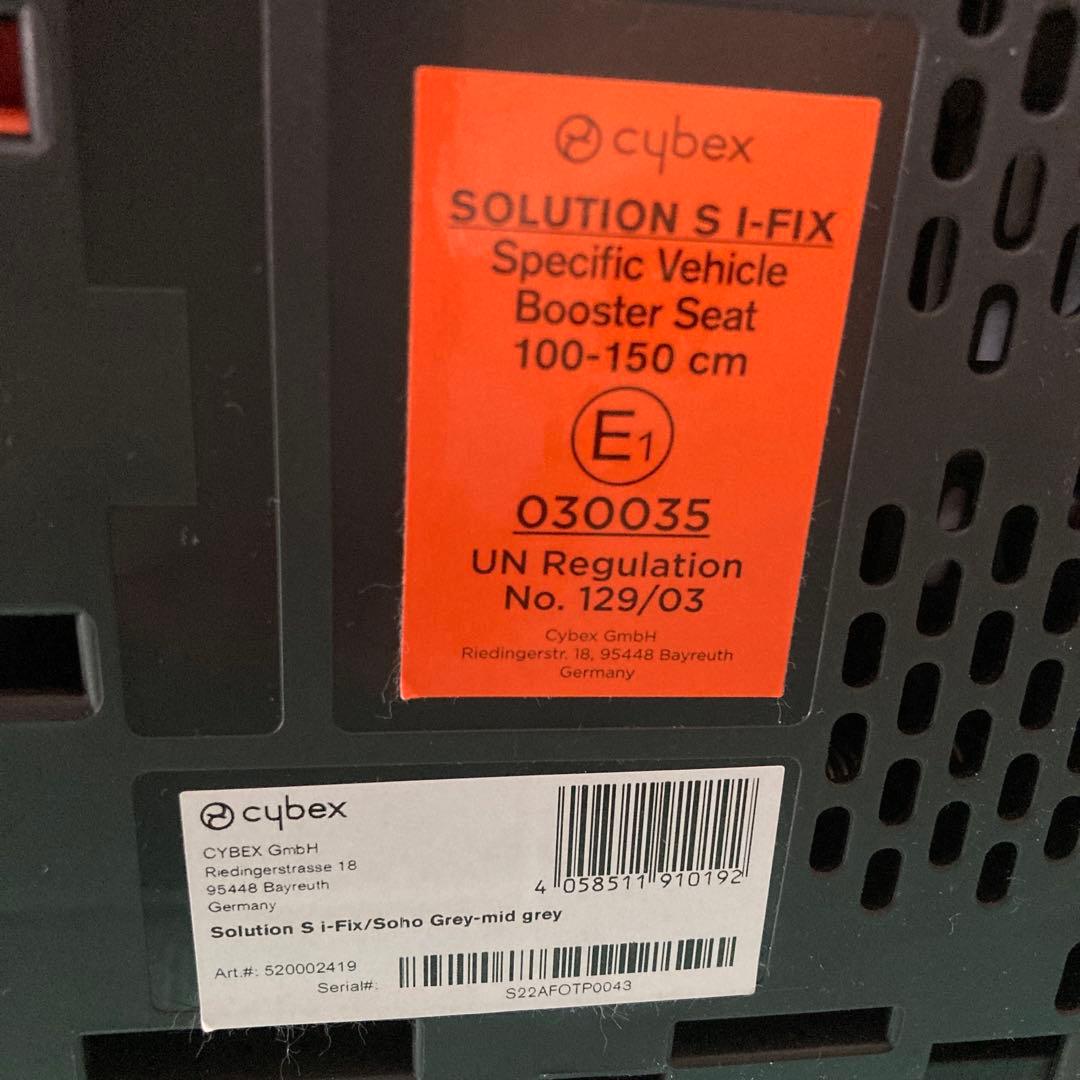 cybex
SOLUTION S I-FIX
Specific Vehicle
Booster Seat
100-150 cm
E1
030035
UN Regulation
No. 129/03
Cybex GmbH
Riedingerstr. 18, 95448 Bayreuth
Germany
cybex
CYBEX GmbH
Riedingerstrasse 18
95448 Bayreuth
Germany
4 058511 910192
Solution S i-Fix/Soho Grey-mid grey
Art.#: 520002419
Serial#:
S22AFOTP0043